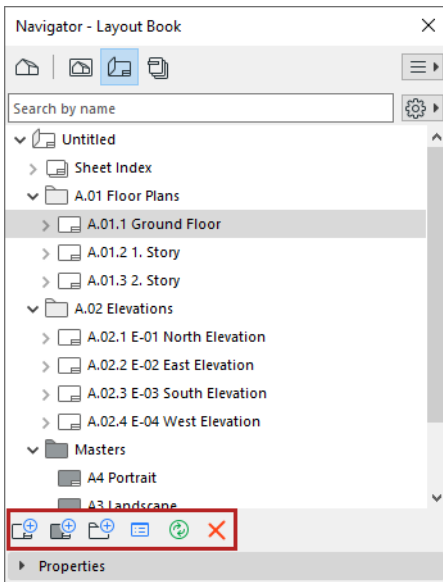 Navigator - Layout Book
Search by name
Untitled
Sheet Index
A.01 Floor Plans
A.01.1 Ground Floor
A.01.2 1. Story
A.01.3 2. Story
A.02 Elevations
A.02.1 E-01 North Elevation
A.02.2 E-02 East Elevation
A.02.3 E-03 South Elevation
A.02.4 E-04 West Elevation
Masters
A4 Portrait
A3 Landscape
Properties